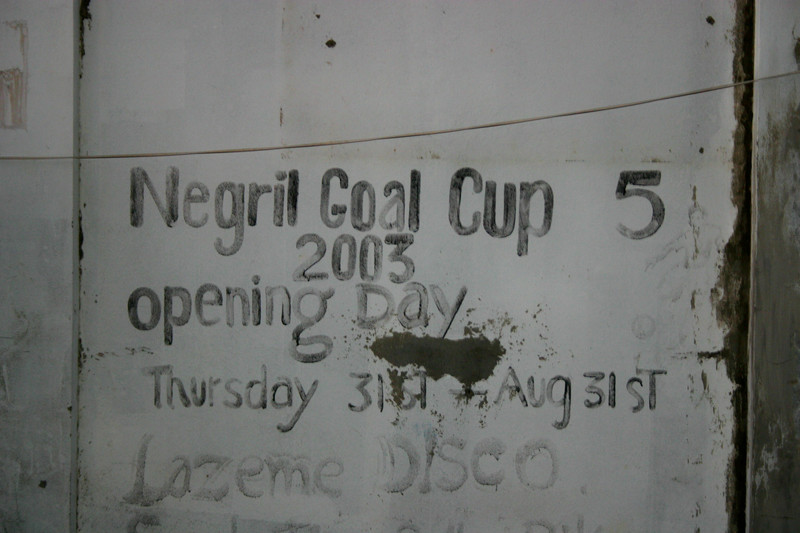 Negril Goal Cup 5
2003
opening Day
Thursday 31ST - Aug 31ST
Lazeme DISCO